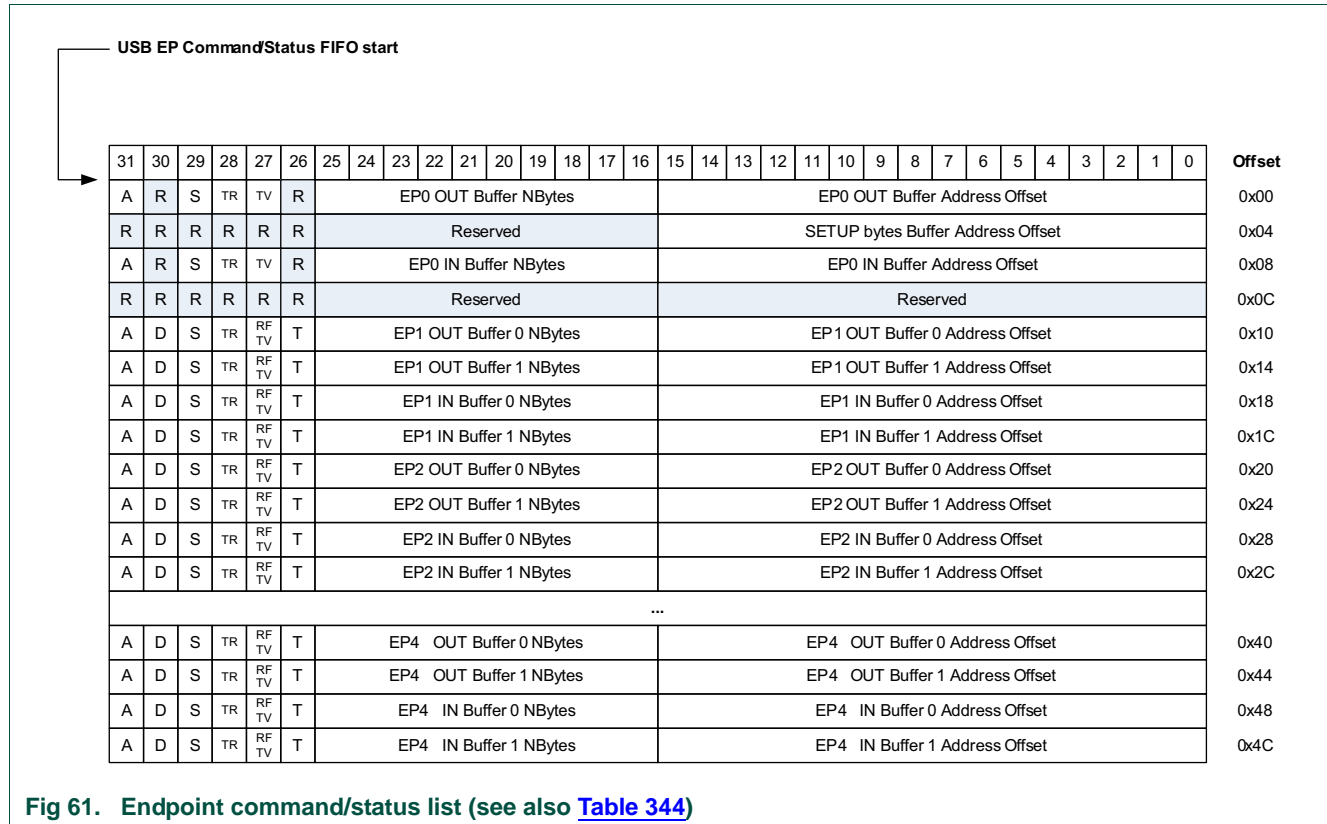 USB EP Command/Status FIFO start
31 30 29 28 27 26 25 24 23 22 21 20 19 18 17 16 15 14 13 12 11 10 9 8 7 6 5 4 3 2 1 0 Offset
A R S TR TV R EP0 OUT Buffer NBytes EP0 OUT Buffer Address Offset 0x00
R R R R R R Reserved SETUP bytes Buffer Address Offset 0x04
A R S TR TV R EP0 IN Buffer NBytes EP0 IN Buffer Address Offset 0x08
R R R R R R Reserved Reserved 0x0C
A D S TR RF TV T EP1 OUT Buffer 0 NBytes EP1 OUT Buffer 0 Address Offset 0x10
A D S TR RF TV T EP1 OUT Buffer 1 NBytes EP1 OUT Buffer 1 Address Offset 0x14
A D S TR RF TV T EP1 IN Buffer 0 NBytes EP1 IN Buffer 0 Address Offset 0x18
A D S TR RF TV T EP1 IN Buffer 1 NBytes EP1 IN Buffer 1 Address Offset 0x1C
A D S TR RF TV T EP2 OUT Buffer 0 NBytes EP2 OUT Buffer 0 Address Offset 0x20
A D S TR RF TV T EP2 OUT Buffer 1 NBytes EP2 OUT Buffer 1 Address Offset 0x24
A D S TR RF TV T EP2 IN Buffer 0 NBytes EP2 IN Buffer 0 Address Offset 0x28
A D S TR RF TV T EP2 IN Buffer 1 NBytes EP2 IN Buffer 1 Address Offset 0x2C
...
A D S TR RF TV T EP4 OUT Buffer 0 NBytes EP4 OUT Buffer 0 Address Offset 0x40
A D S TR RF TV T EP4 OUT Buffer 1 NBytes EP4 OUT Buffer 1 Address Offset 0x44
A D S TR RF TV T EP4 IN Buffer 0 NBytes EP4 IN Buffer 0 Address Offset 0x48
A D S TR RF TV T EP4 IN Buffer 1 NBytes EP4 IN Buffer 1 Address Offset 0x4C
Fig 61. Endpoint command/status list (see also Table 344)